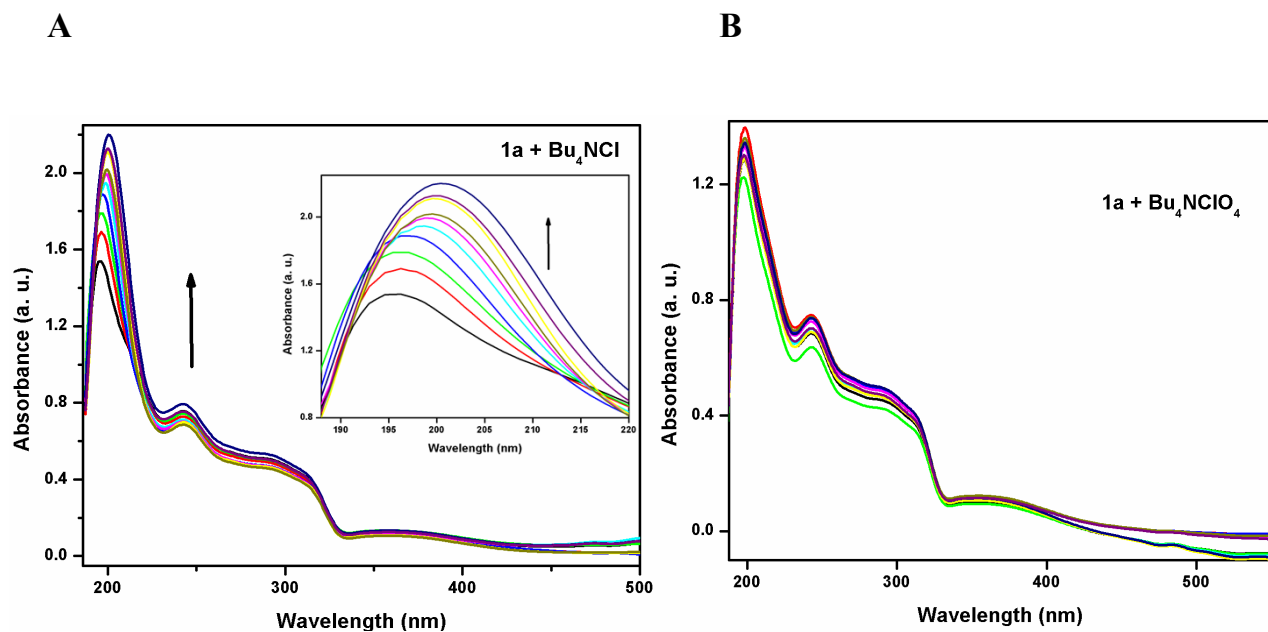 A
B
1a + Bu4NCl
2.0
1.6
1.2
0.8
0.4
0.0
200
300
400
500
Absorbance (a. u.)
Wavelength (nm)
2.0
1.6
1.2
0.8
190
195
200
205
210
215
220
Absorbance (a. u.)
Wavelength (nm)
1a + Bu4NClO4
1.2
0.8
0.4
0.0
200
300
400
500
Absorbance (a. u.)
Wavelength (nm)